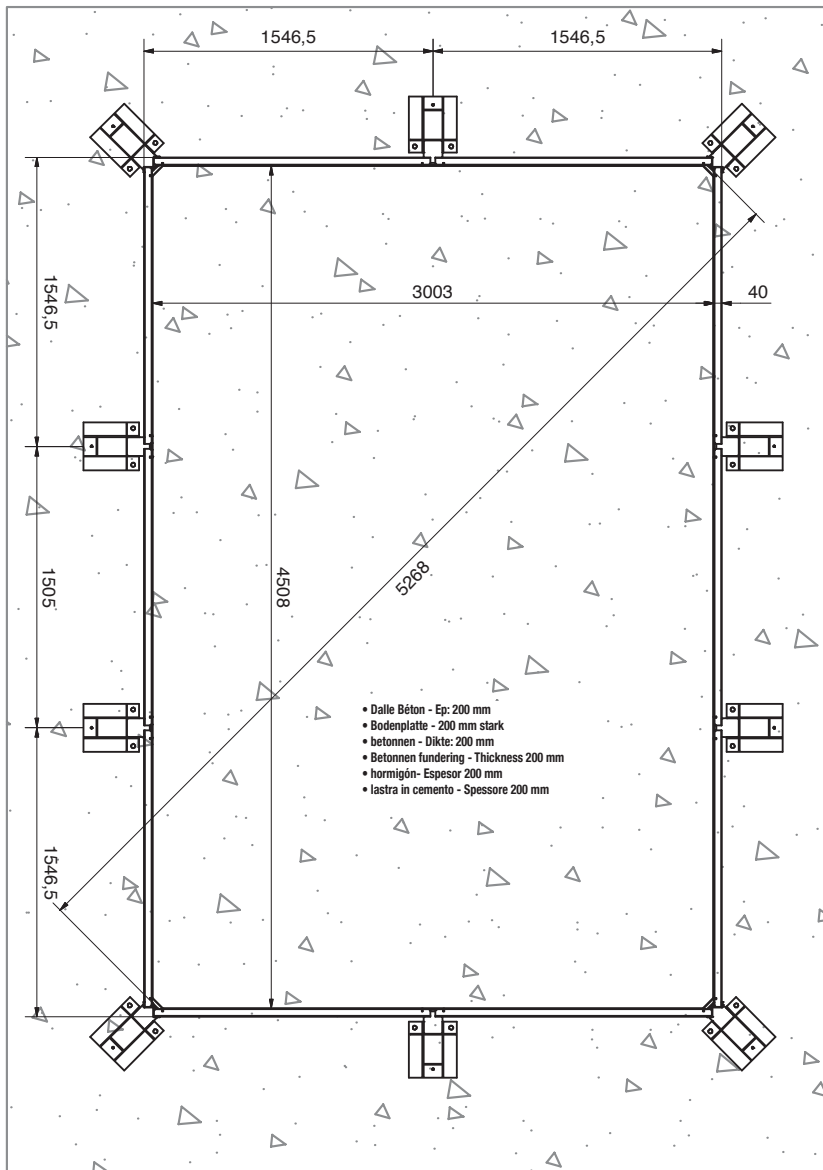 1546,5
1546,5
1546,5
3003
40
1505
4508
5268
• Dalle Béton - Ep: 200 mm
• Bodenplatte - 200 mm stark
• betonnen - Dikte: 200 mm
• Betonnen fundering - Thickness 200 mm
• hormigón- Espesor 200 mm
• lastra in cemento - Spessore 200 mm
1546,5